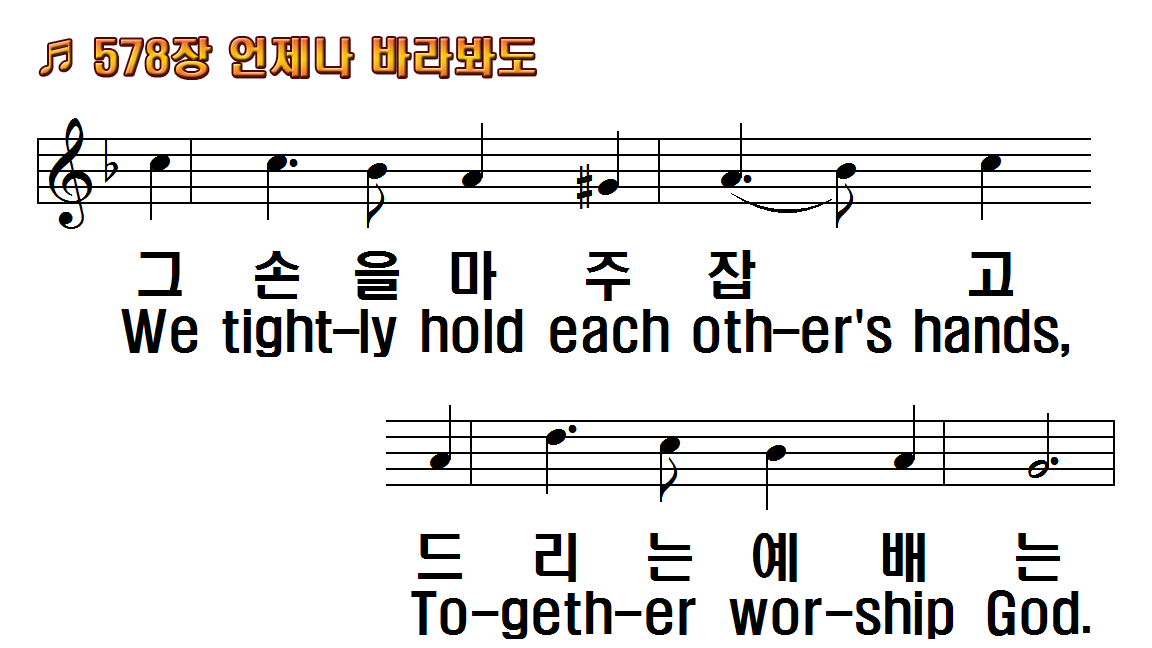 578장 언제나 바라봐도
그 손 을 마 주 잡 고
We tight-ly hold each oth-er's hands,
드 리 는 예 배 는
To-geth-er wor-ship God.